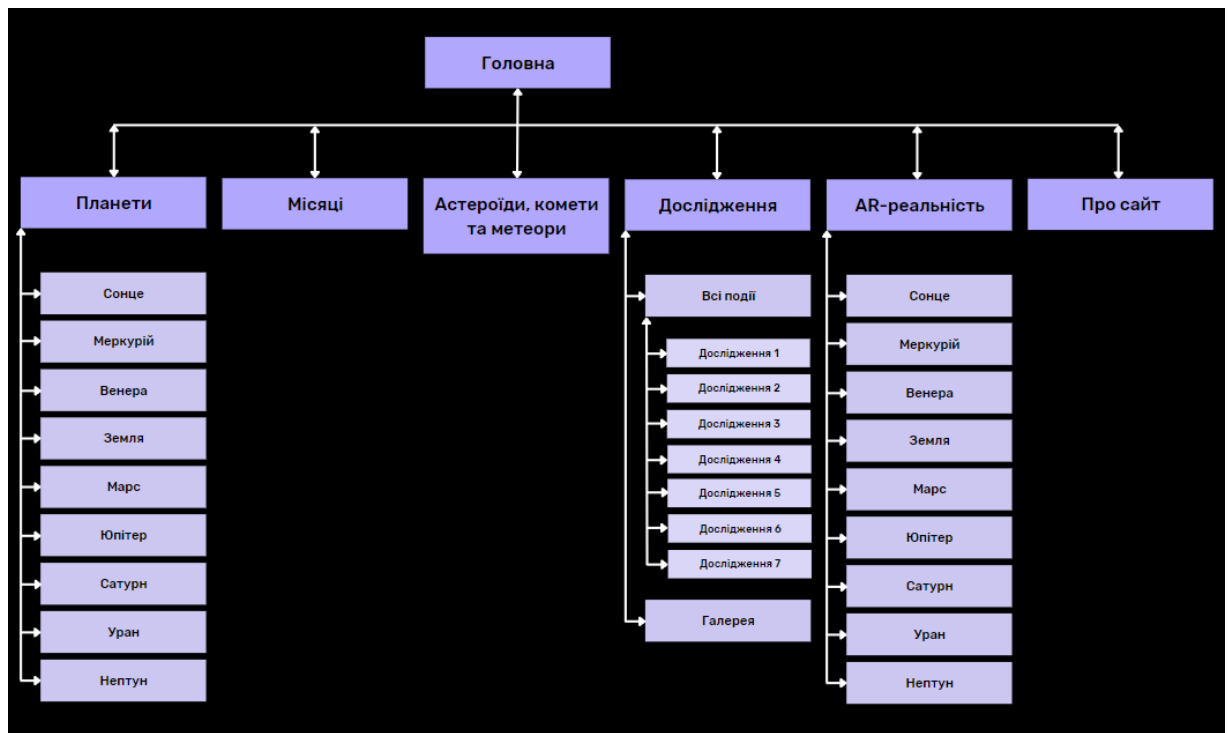 Головна
Планети
Місяці
Астероїди, комети
та метеори
Дослідження
AR-реальність
Про сайт
Сонце
Меркурій
Венера
Земля
Марс
Юпітер
Сатурн
Уран
Нептун
Всі події
Дослідження 1
Дослідження 2
Дослідження 3
Дослідження 4
Дослідження 5
Дослідження 6
Дослідження 7
Галерея
Сонце
Меркурій
Венера
Земля
Марс
Юпітер
Сатурн
Уран
Нептун